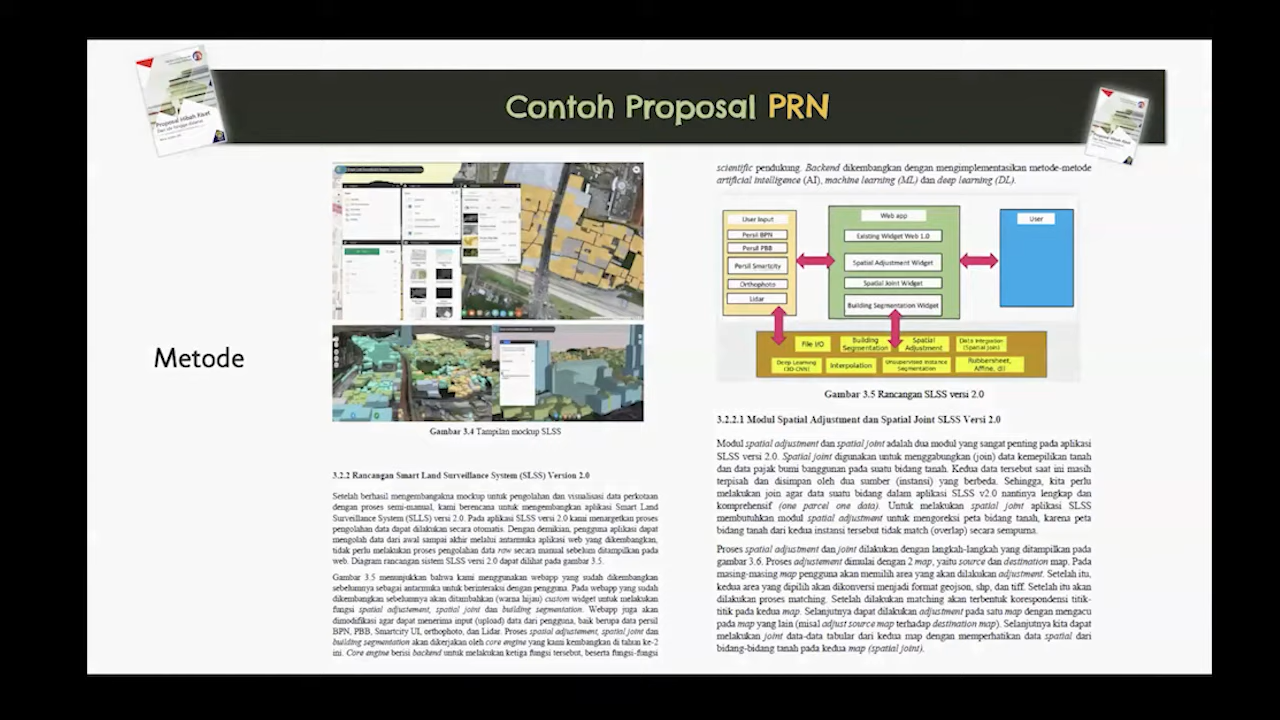 Contoh Proposal PRN
Proposal Hibah Riset
Metode
Gambar 3.4 Tampilan mockup SLSS
3.2.2 Rancangan Smart Land Surveillance System (SLSS) Version 2.0
Setelah berhasil mengembangakna mockup untuk pengolahan dan visualisasi data perkotaan
dengan proses semi-manual, kami berencana untuk mengembangkan aplikasi Smart Land
Surveillance System (SLLS) versi 2.0. Pada aplikasi SLSS versi 2.0 kami menargetkan proses
pengolahan data dapat dilakukan secara otomatis. Dengan demikian, pengguna aplikasi dapat
mengolah data dari awal sampai akhir melalui antarmuka aplikasi web yang dikembangkan,
tidak perlu melakukan proses pengolahan data raw secara manual sebelum ditampilkan pada
web. Diagram rancangan sistem SLSS versi 2.0 dapat dilihat pada gambar 3.5.
Gambar 3.5 menunjukkan bahwa kami menggunakan webapp yang sudah dikembangkan
sebelumnya sebagai antarmuka untuk berinteraksi dengan pengguna. Pada webapp yang sudah
dikembangkan sebelumnya akan ditambahkan (warna hijau) custom widget untuk melakukan
fungsi spatial adjustement, spatial joint dan building segmentation. Webapp juga akan
dimodifikasi agar dapat menerima input (upload) data dari pengguna, baik berupa data persil
BPN, PBB, Smartcity UI, orthophoto, dan Lidar. Proses spatial adjustment, spatial joint dan
building segmentation akan dikerjakan oleh core engine yang kami kembangkan di tahun ke-2
ini. Core engine berisi backend untuk melakukan ketiga fungsi tersebut, beserta fungsi-fungsi
scientific pendukung. Backend dikembangkan dengan mengimplementasikan metode-metode
artificial intelligence (AI), machine learning (ML) dan deep learning (DL).
User Input
Persil BPN
Persil PBB
Persil Smartcity
Orthophoto
Lidar
Web app
Existing Widget Web 1.0
Spatial Adjustment Widget
Spatial Joint Widget
Building Segmentation Widget
User
File I/O
Building
Segmentation
Spatial
Adjustment
Data Integration
(Spatial join)
Deep Learning
(3D-CNN)
Interpolation
Unsupervised Instance
Segmentation
Rubbersheet,
Affine, dll
Gambar 3.5 Rancangan SLSS versi 2.0
3.2.2.1 Modul Spatial Adjustment dan Spatial Joint SLSS Versi 2.0
Modul spatial adjustment dan spatial joint adalah dua modul yang sangat penting pada aplikasi
SLSS versi 2.0. Spatial joint digunakan untuk menggabungkan (join) data kemepilikan tanah
dan data pajak bumi banggunan pada suatu bidang tanah. Kedua data tersebut saat ini masih
terpisah dan disimpan oleh dua sumber (instansi) yang berbeda. Sehingga, kita perlu
melakukan join agar data suatu bidang dalam aplikasi SLSS v2.0 nantinya lengkap dan
komprehensif (one parcel one data). Untuk melakukan spatial joint aplikasi SLSS
membutuhkan modul spatial adjustment untuk mengoreksi peta bidang tanah, karena peta
bidang tanah dari kedua instansi tersebut tidak match (overlap) secara sempurna.
Proses spatial adjustment dan joint dilakukan dengan langkah-langkah yang ditampilkan pada
gambar 3.6. Proses adjustement dimulai dengan 2 map, yaitu source dan destination map. Pada
masing-masing map pengguna akan memilih area yang akan dilakukan adjustment. Setelah itu,
kedua area yang dipilih akan dikonversi menjadi format geojson, shp, dan tiff. Setelah itu akan
dilakukan proses matching. Setelah dilakukan matching akan terbentuk korespondensi titik-
titik pada kedua map. Selanjutnya dapat dilakukan adjustment pada satu map dengan mengacu
pada map yang lain (misal adjust source map terhadap destination map). Selanjutnya kita dapat
melakukan joint data-data tabular dari kedua map dengan memperhatikan data spatial dari
bidang-bidang tanah pada kedua map (spatial joint).